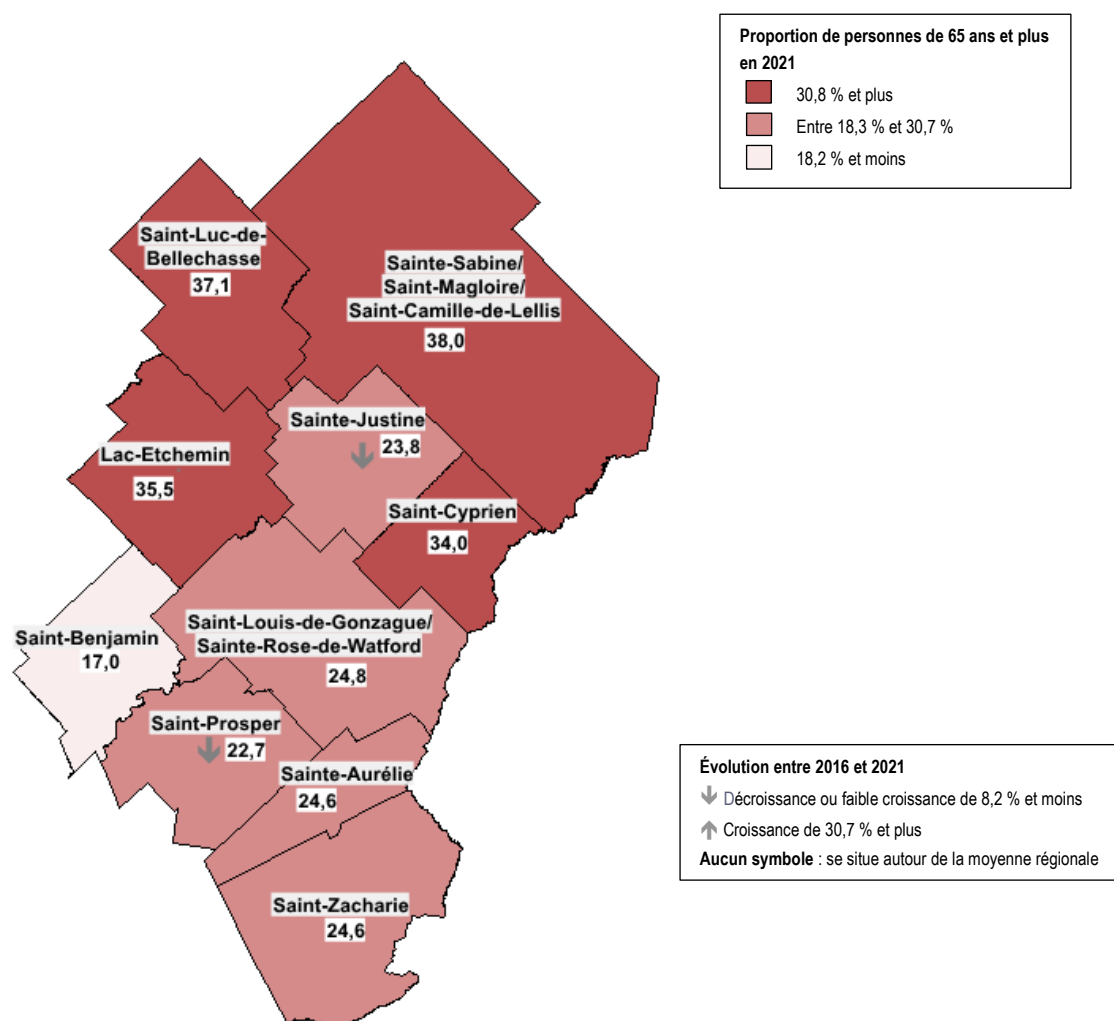 Proportion de personnes de 65 ans et plus
en 2021
30,8 % et plus
Entre 18,3 % et 30,7 %
18,2 % et moins
Saint-Luc-de-
Bellechasse
37,1
Sainte-Sabine/
Saint-Magloire/
Saint-Camille-de-Lellis
38,0
Sainte-Justine
23,8
Lac-Etchemin
35,5
Saint-Cyprien
34,0
Saint-Louis-de-Gonzague/
Sainte-Rose-de-Watford
24,8
Saint-Benjamin
17,0
Saint-Prosper
22,7
Sainte-Aurélie
24,6
Saint-Zacharie
24,6
Évolution entre 2016 et 2021
Décroissance ou faible croissance de 8,2 % et moins
Croissance de 30,7 % et plus
Aucun symbole : se situe autour de la moyenne régionale